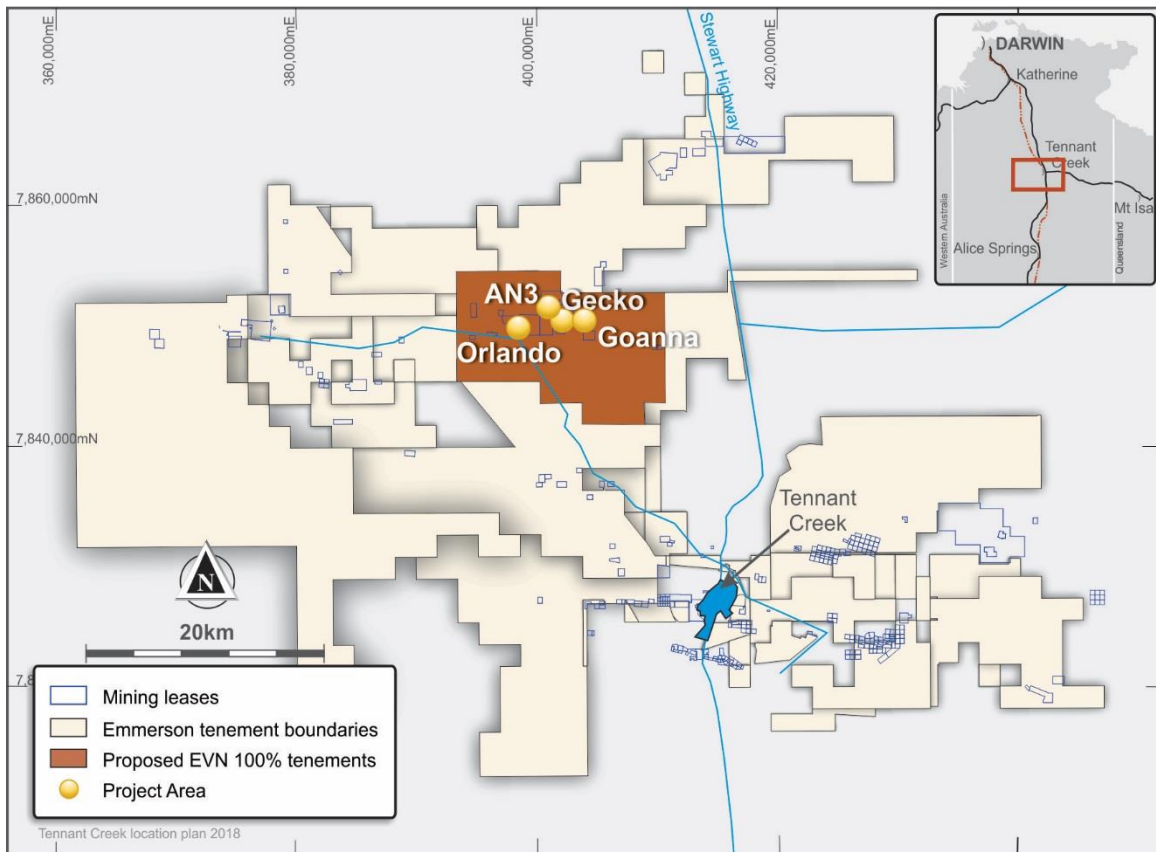 360,000mE
380,000mE
400,000mE
420,000mE
Stewart Highway
DARWIN
Katherine
Tennant
Creek
Mt Isa
Alice Springs
Western Australia
Queensland
7,860,000mN
AN3
Gecko
Goanna
Orlando
7,840,000mN
Tennant
Creek
N
20km
7,8
Mining leases
Emmerson tenement boundaries
Proposed EVN 100% tenements
Project Area
Tennant Creek location plan 2018